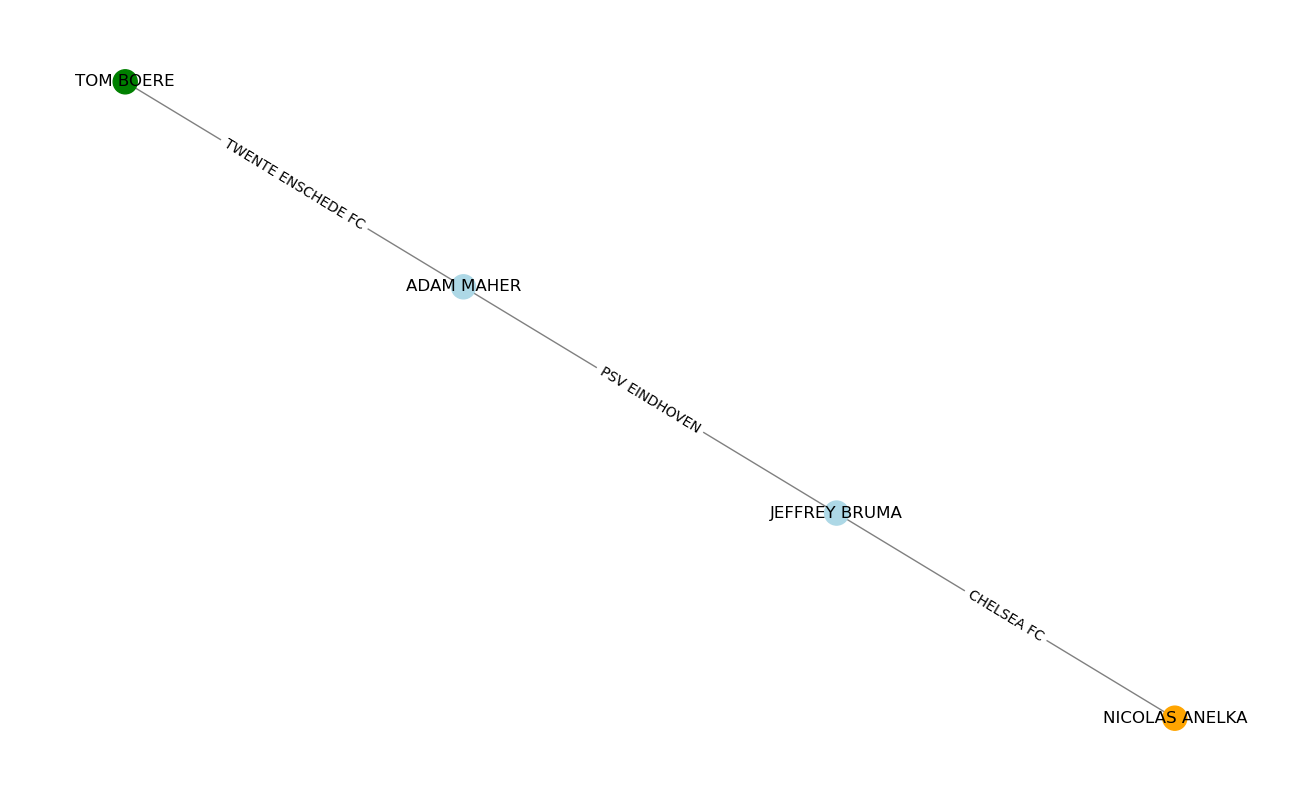 TOM BOERE
TWENTE ENSCHEDE FC
ADAM MAHER
PSV EINDHOVEN
JEFFREY BRUMA
CHELSEA FC
NICOLAS ANELKA